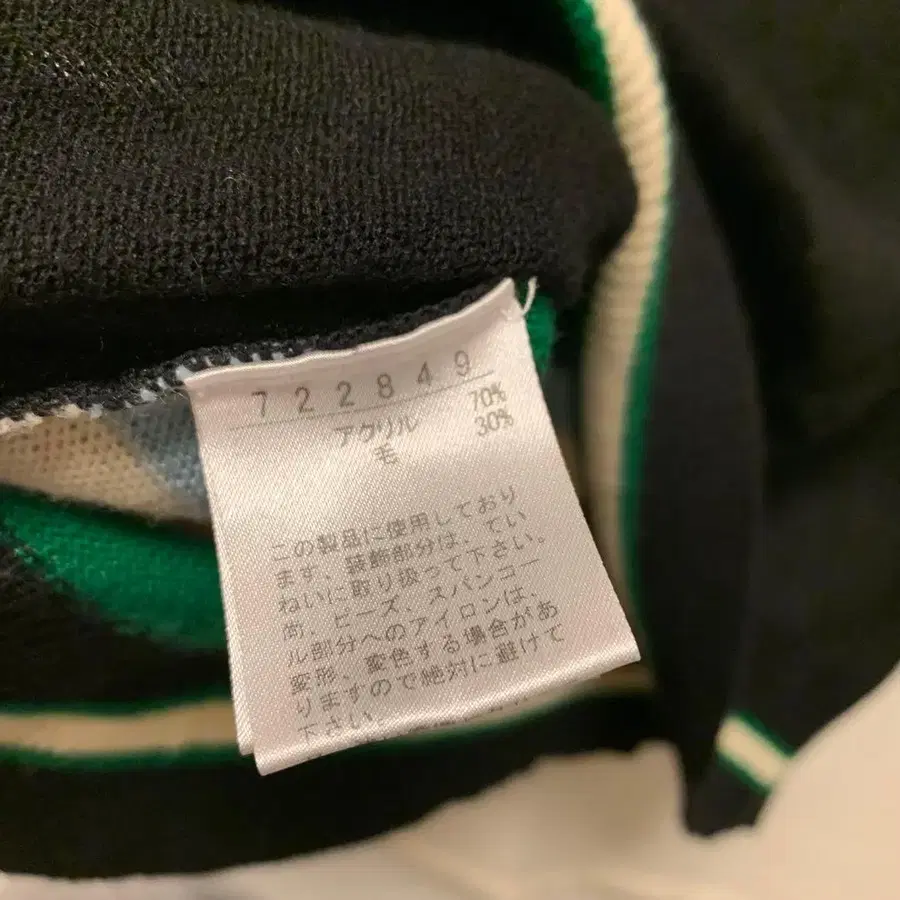 722849
アクリル 70%
毛 30%
この製品に使用しており
ます、装飾部分は、てい
ねいに取り扱って下さい。
尚、ビーズ、スパンコー
ル部分へのアイロンは、
変形、変色する場合があ
りますので絶対に避けて
下さい。